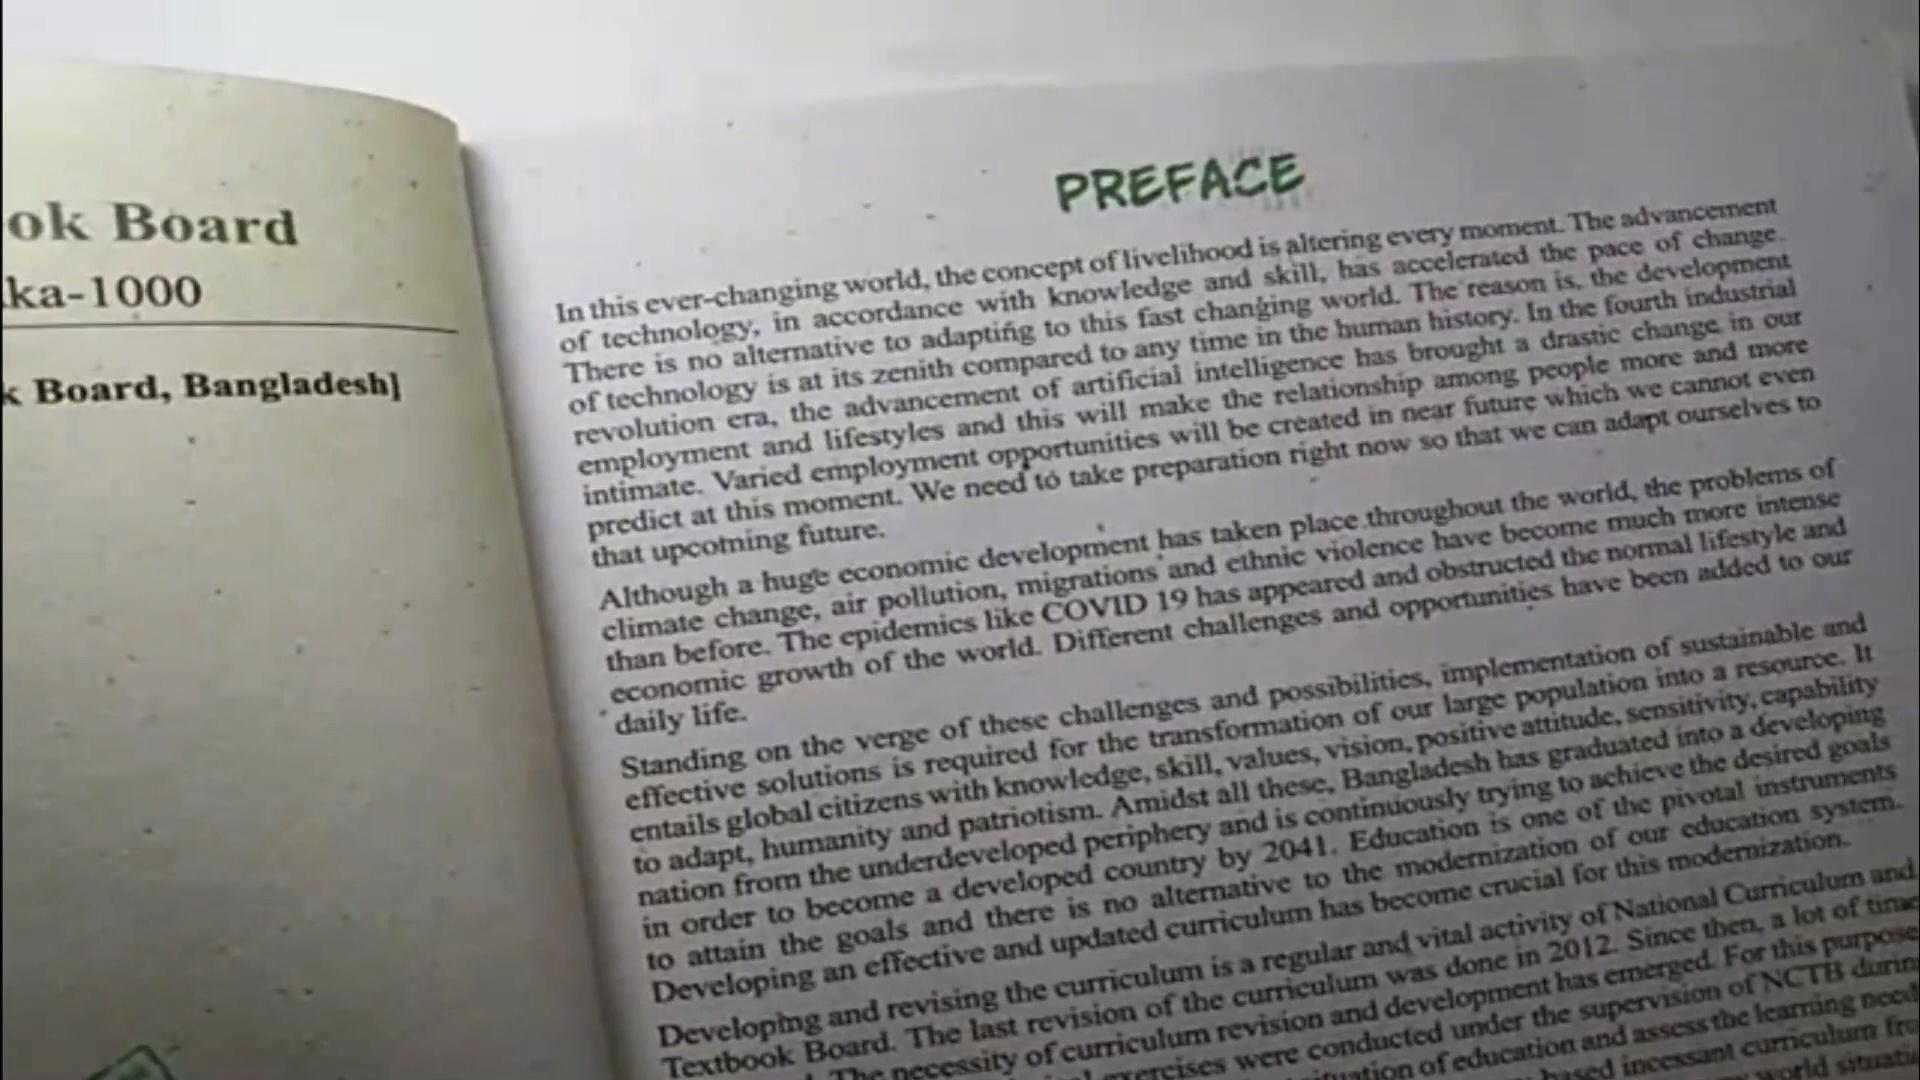 ok Board
ka-1000
k Board, Bangladesh]
PREFACE
In this ever-changing world, the concept of livelihood is altering every moment. The advancement
of technology, in accordance with knowledge and skill, has accelerated the pace of change.
There is no alternative to adapting to this fast changing world. The reason is, the development
of technology is at its zenith compared to any time in the human history. In the fourth industrial
revolution era, the advancement of artificial intelligence has brought a drastic change in our
employment and lifestyles and this will make the relationship among people more and more
intimate. Varied employment opportunities will be created in near future which we cannot even
predict at this moment. We need to take preparation right now so that we can adapt ourselves to
that upcoming future.
Although a huge economic development has taken place throughout the world, the problems of
climate change, air pollution, migrations and ethnic violence have become much more intense
than before. The epidemics like COVID 19 has appeared and obstructed the normal lifestyle and
economic growth of the world. Different challenges and opportunities have been added to our
daily life.
Standing on the verge of these challenges and possibilities, implementation of sustainable and
effective solutions is required for the transformation of our large population into a resource. It
entails global citizens with knowledge, skill, values, vision, positive attitude, sensitivity, capability
to adapt, humanity and patriotism. Amidst all these, Bangladesh has graduated into a developing
nation from the underdeveloped periphery and is continuously trying to achieve the desired goals
in order to become a developed country by 2041. Education is one of the pivotal instruments
to attain the goals and there is no alternative to the modernization of our education system.
Developing an effective and updated curriculum has become crucial for this modernization.
Developing and revising the curriculum is a regular and vital activity of National Curriculum and
Textbook Board. The last revision of the curriculum was done in 2012. Since then, a lot of time
The necessity of curriculum revision and development has emerged. For this purpose
exercises were conducted under the supervision of NCTB durin
of education and assess the learning need
based incessant curriculum fra
world situati